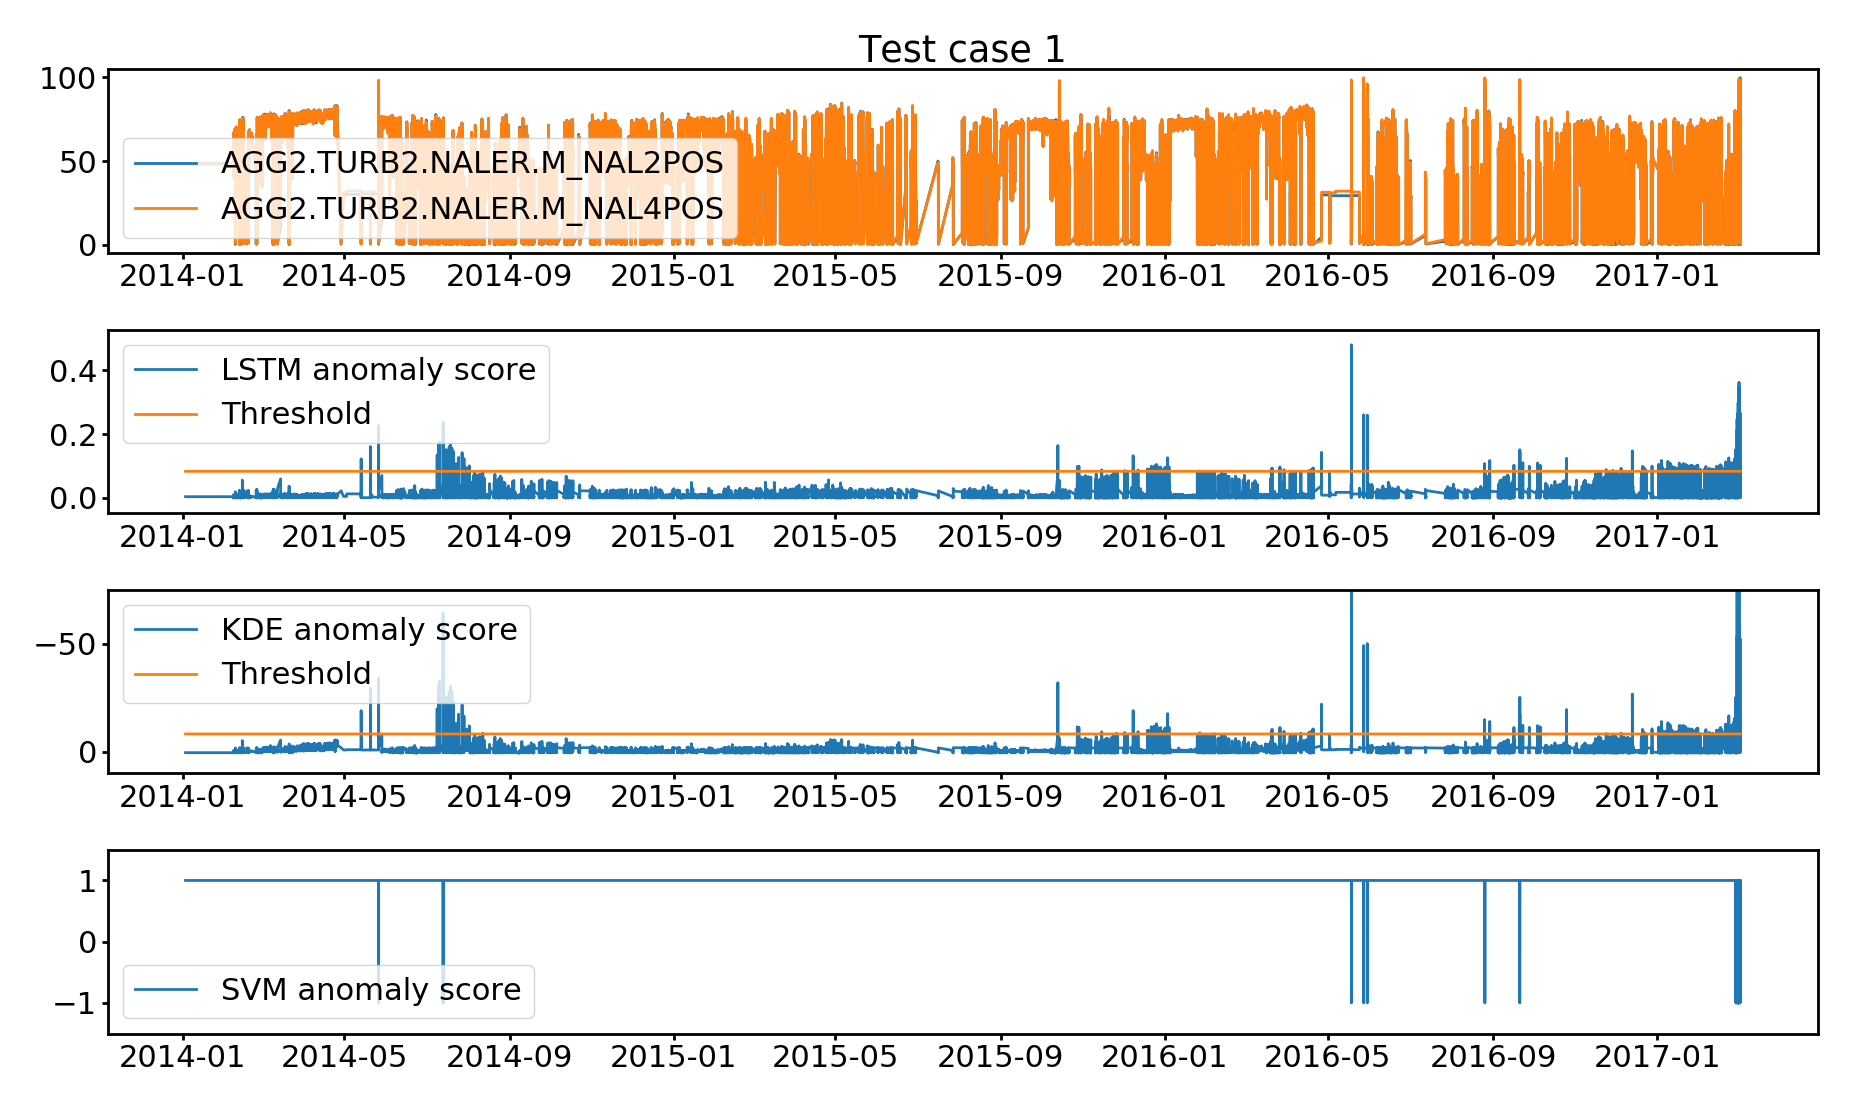 Test case 1
100
50
0
AGG2.TURB2.NALER.M_NAL2POS
AGG2.TURB2.NALER.M_NAL4POS
2014-01 2014-05 2014-09 2015-01 2015-05 2015-09 2016-01 2016-05 2016-09 2017-01
0.4
0.2
0.0
LSTM anomaly score
Threshold
2014-01 2014-05 2014-09 2015-01 2015-05 2015-09 2016-01 2016-05 2016-09 2017-01
−50
0
KDE anomaly score
Threshold
2014-01 2014-05 2014-09 2015-01 2015-05 2015-09 2016-01 2016-05 2016-09 2017-01
1
0
−1
SVM anomaly score
2014-01 2014-05 2014-09 2015-01 2015-05 2015-09 2016-01 2016-05 2016-09 2017-01